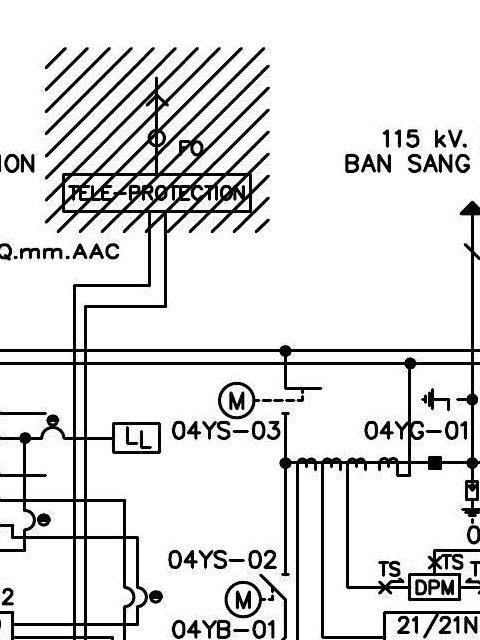 115 kV.
ION
BAN SANG
FO
TELE-PROTECTION
Q.mm.AAC
M
04YS-03
04YG-01
LL
04YS-02
TS
TS
DPM
M
2
04YB-01
21/21N